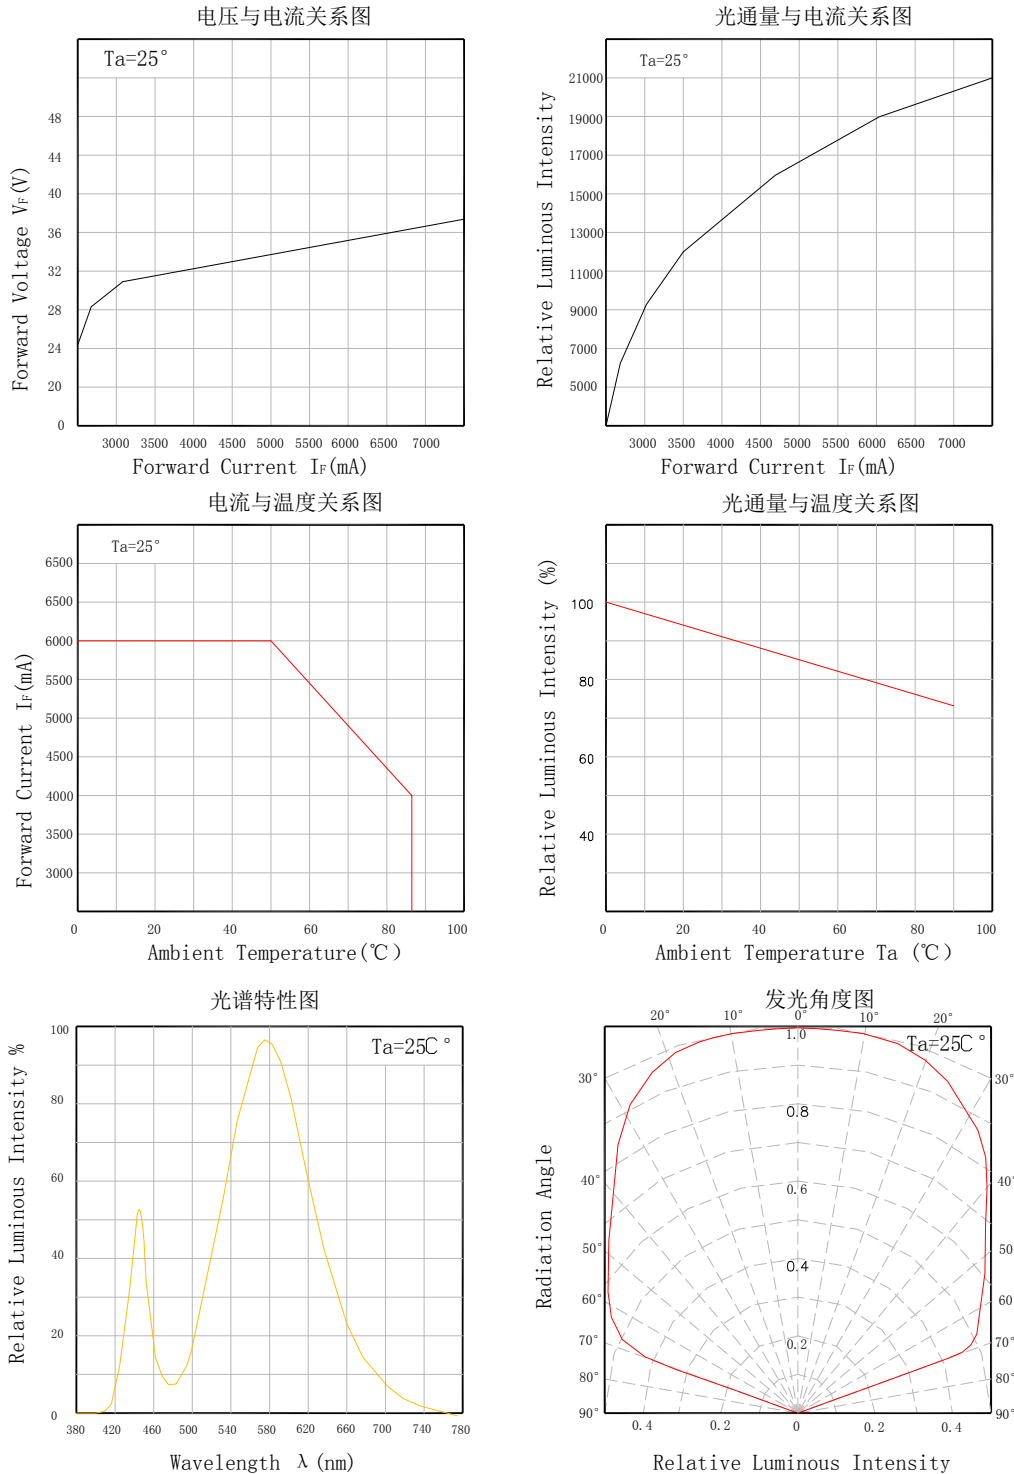 电压与电流关系图
Ta=25°
48
44
40
36
32
28
24
20
0
Forward Voltage VF(V)
3000 3500 4000 4500 5000 5500 6000 6500 7000
Forward Current IF(mA)
光通量与电流关系图
Ta=25°
21000
19000
17000
15000
13000
11000
9000
7000
5000
Relative Luminous Intensity
3000 3500 4000 4500 5000 5500 6000 6500 7000
Forward Current IF(mA)
电流与温度关系图
Ta=25°
6500
6500
6000
5500
5000
4500
4000
3500
3000
Forward Current IF(mA)
0 20 40 60 80 100
Ambient Temperature(℃)
光通量与温度关系图
100
80
60
40
Relative Luminous Intensity (%)
0 20 40 60 80 100
Ambient Temperature Ta (℃)
光谱特性图
Ta=25C°
100
80
60
40
20
0
Relative Luminous Intensity %
380 420 460 500 540 580 620 660 700 740 780
Wavelength λ (nm)
发光角度图
20° 10° 0° 10° 20°
Ta=25C°
1.0
30° 30°
0.8
40° 0.6 40°
50° 50
0.4
60° 60
70° 0.2 70°
80° 80°
90° 90°
0.4 0.2 0 0.2 0.4
Radiation Angle
Relative Luminous Intensity